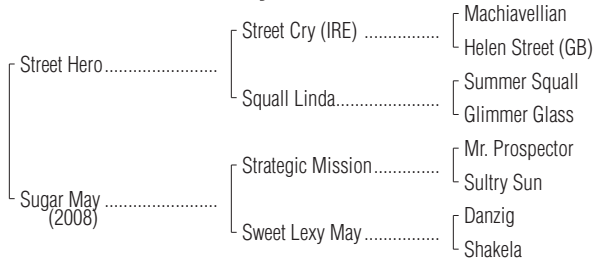 Machiavellian
Street Cry (IRE) ................
Helen Street (GB)
Street Hero.......................
Summer Squall
Squall Linda......................
Glimmer Glass
Mr. Prospector
Strategic Mission..............
Sultry Sun
Sugar May .......................
(2008)
Danzig
Sweet Lexy May ................
Shakela